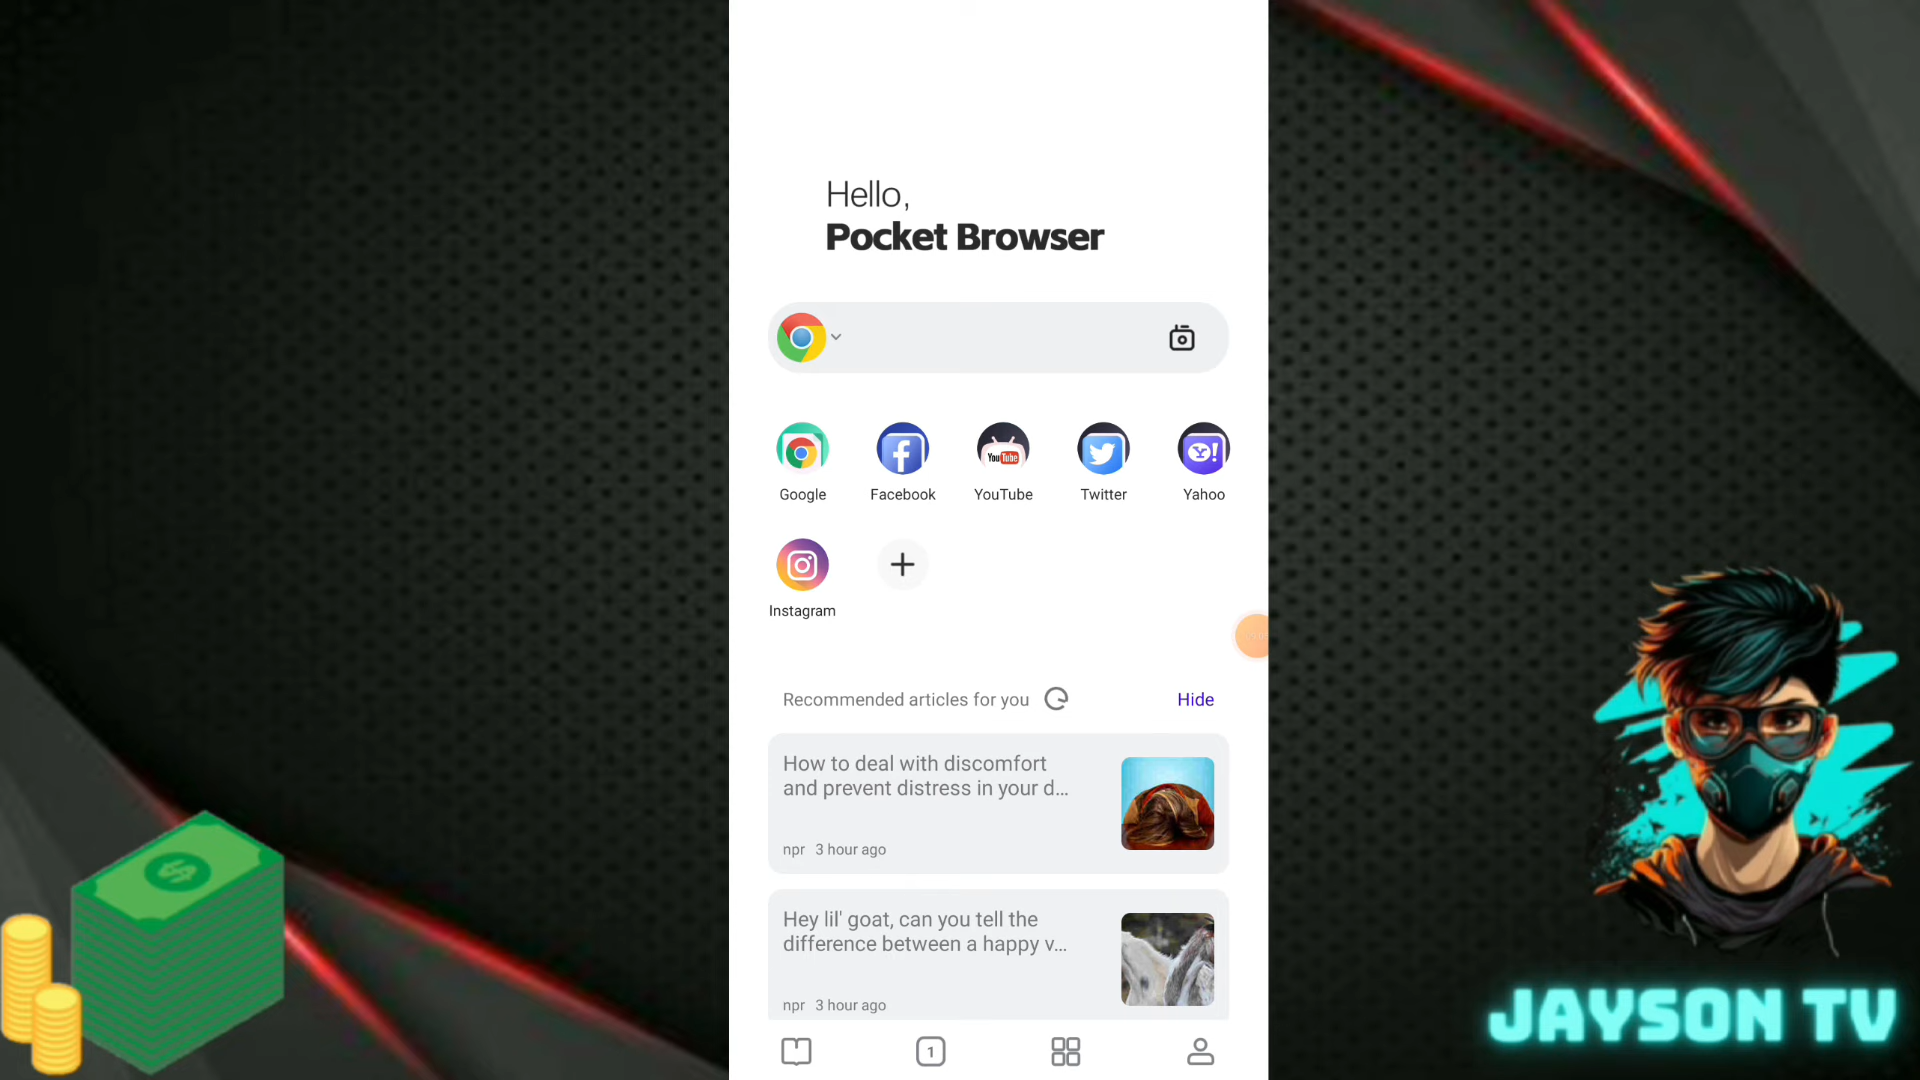 Hello,
Pocket Browser
You Tube
Y!
Google
Facebook
YouTube
Twitter
Yahoo
Instagram
Recommended articles for you
Hide
How to deal with discomfort
and prevent distress in your d...
npr 3 hour ago
Hey lil' goat, can you tell the
difference between a happy v...
npr 3 hour ago
1
JAYSON TV